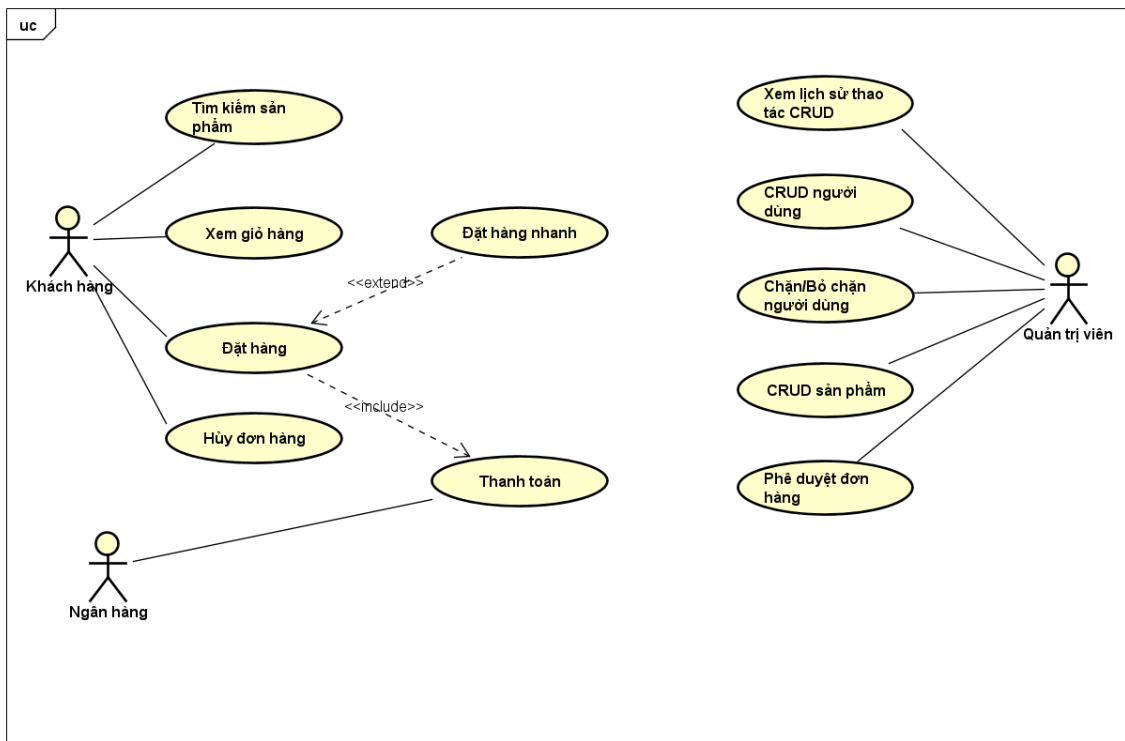 uc
Tìm kiếm sản
phẩm
Xem giỏ hàng
Đặt hàng nhanh
<<extend>>
Khách hàng
Đặt hàng
<<include>>
Hủy đơn hàng
Thanh toán
Ngân hàng
Xem lịch sử thao
tác CRUD
CRUD người
dùng
Chặn/Bỏ chặn
người dùng
Quản trị viên
CRUD sản phẩm
Phê duyệt đơn
hàng